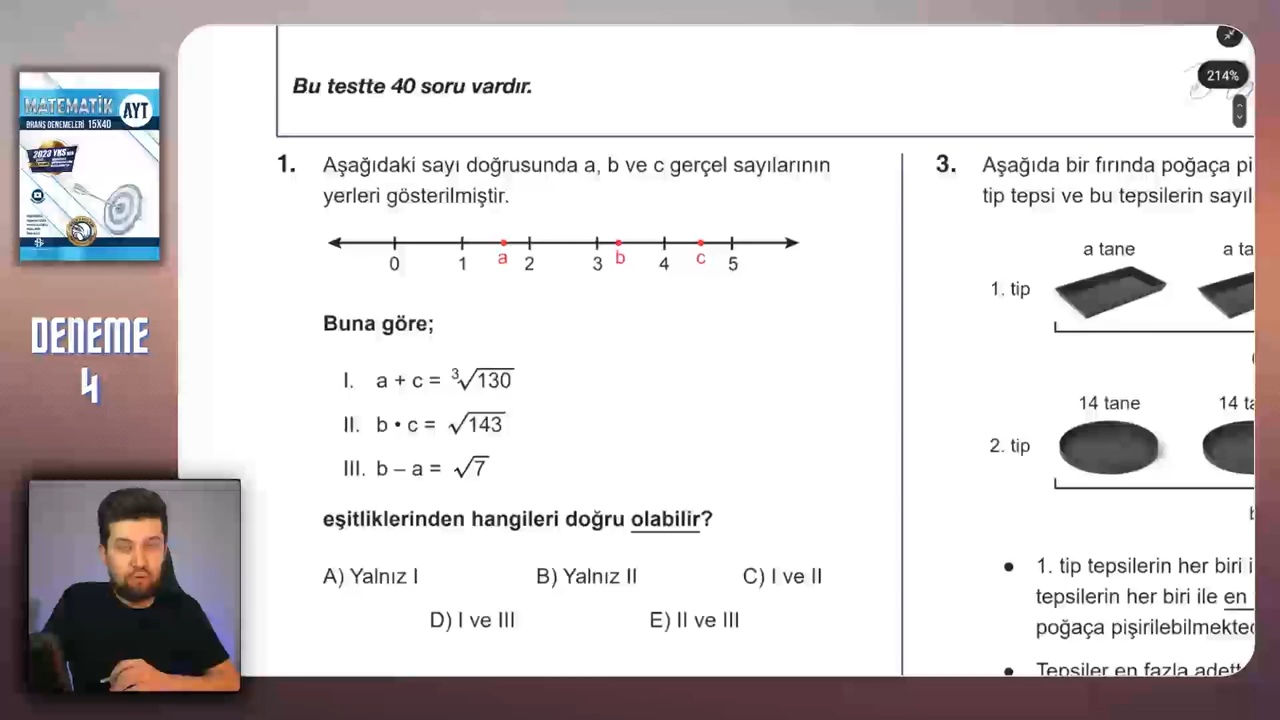 MATEMATİK AYT
BRANŞ DENEMELERİ 15X40
DENEME
4
214%
Bu testte 40 soru vardır.
1. Aşağıdaki sayı doğrusunda a, b ve c gerçel sayılarının
yerleri gösterilmiştir.
0 1 a 2 3 b 4 c 5
Buna göre;
I. a + c = ³√130
II. b • c = √143
III. b – a = √7
eşitliklerinden hangileri doğru olabilir?
A) Yalnız I B) Yalnız II C) I ve II
D) I ve III E) II ve III
3. Aşağıda bir fırında poğaça pi
tip tepsi ve bu tepsilerin sayıl
a tane a ta
1. tip
14 tane 14 ta
2. tip
b
• 1. tip tepsilerin her biri i
tepsilerin her biri ile en
poğaça pişirilebilmekted
• Tepsiler en fazla adett